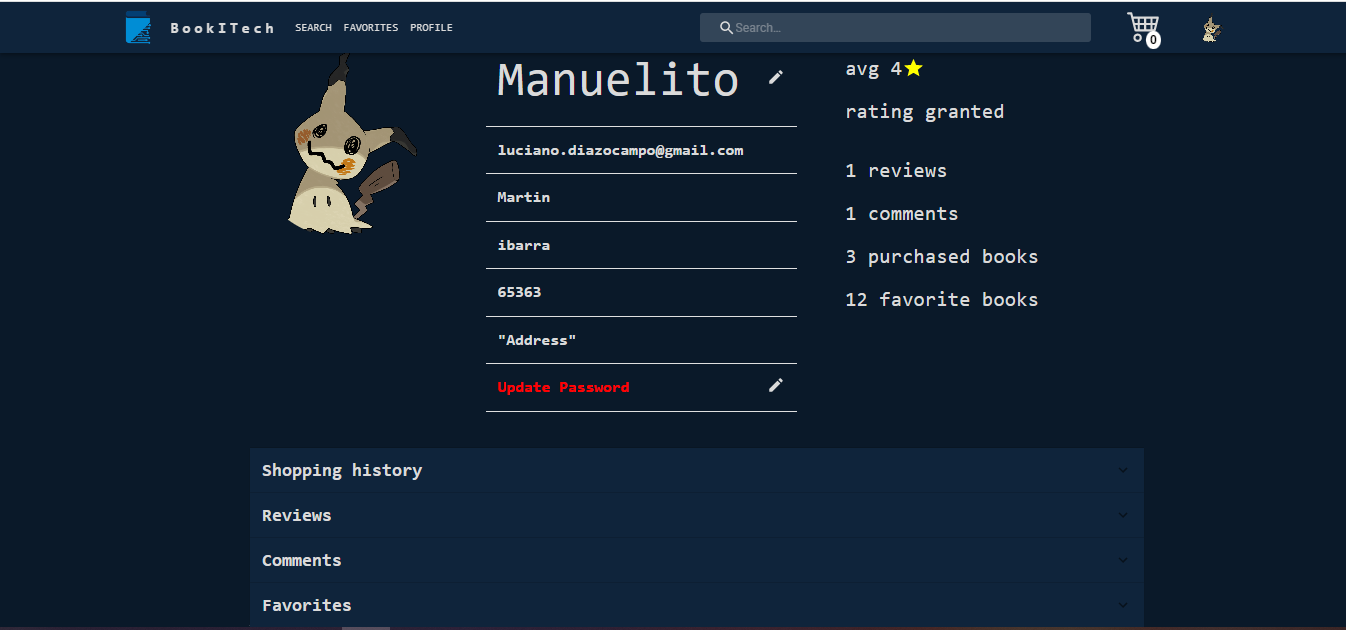 BookITech SEARCH FAVORITES PROFILE Search... 0
Manuelito
luciano.diazocampo@gmail.com
Martin
ibarra
65363
"Address"
Update Password
avg 4
rating granted
1 reviews
1 comments
3 purchased books
12 favorite books
Shopping history
Reviews
Comments
Favorites